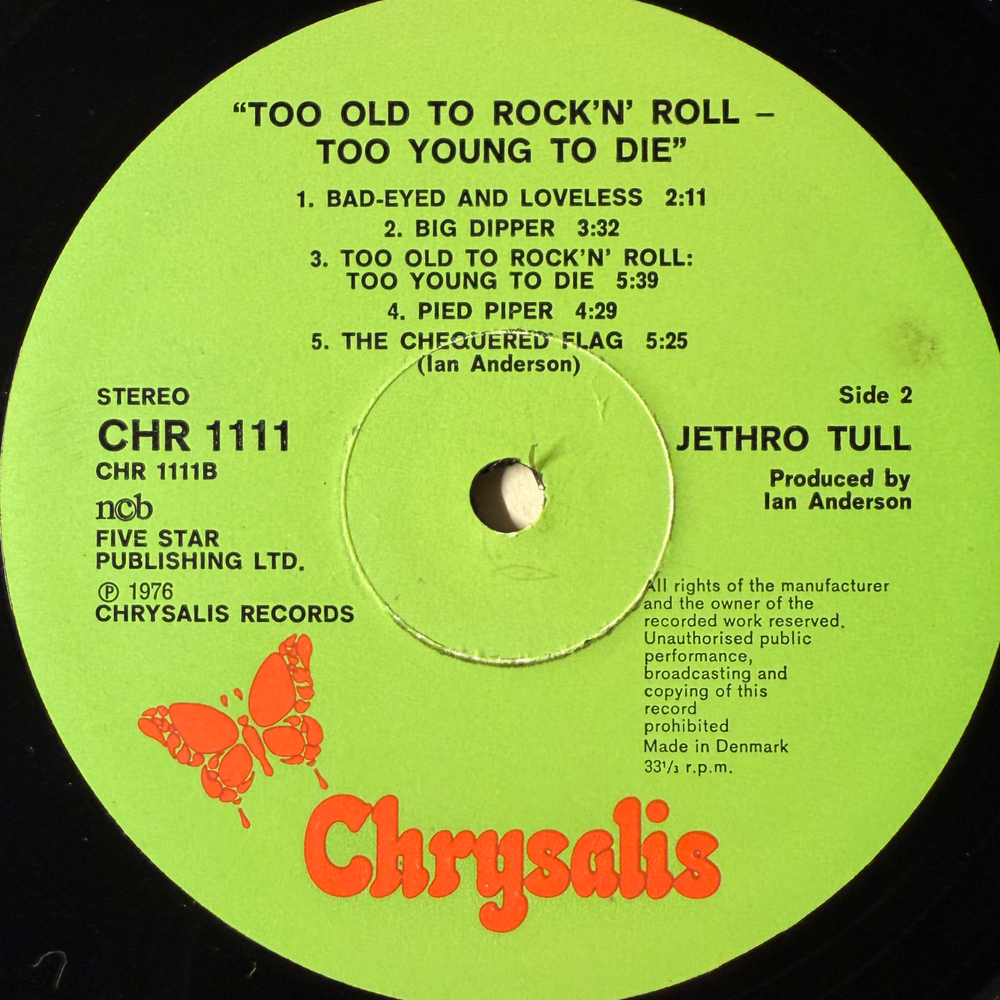 “TOO OLD TO ROCK’N’ ROLL –
TOO YOUNG TO DIE”
1. BAD-EYED AND LOVELESS 2:11
2. BIG DIPPER 3:32
3. TOO OLD TO ROCK’N’ ROLL:
TOO YOUNG TO DIE 5:39
4. PIED PIPER 4:29
5. THE CHEQUERED FLAG 5:25
(Ian Anderson)
STEREO
CHR 1111
CHR 1111B
n©b
FIVE STAR
PUBLISHING LTD.
℗ 1976
CHRYSALIS RECORDS
Side 2
JETHRO TULL
Produced by
Ian Anderson
All rights of the manufacturer
and the owner of the
recorded work reserved.
Unauthorised public
performance,
broadcasting and
copying of this
record
prohibited
Made in Denmark
33¹/₃ r.p.m.
Chrysalis